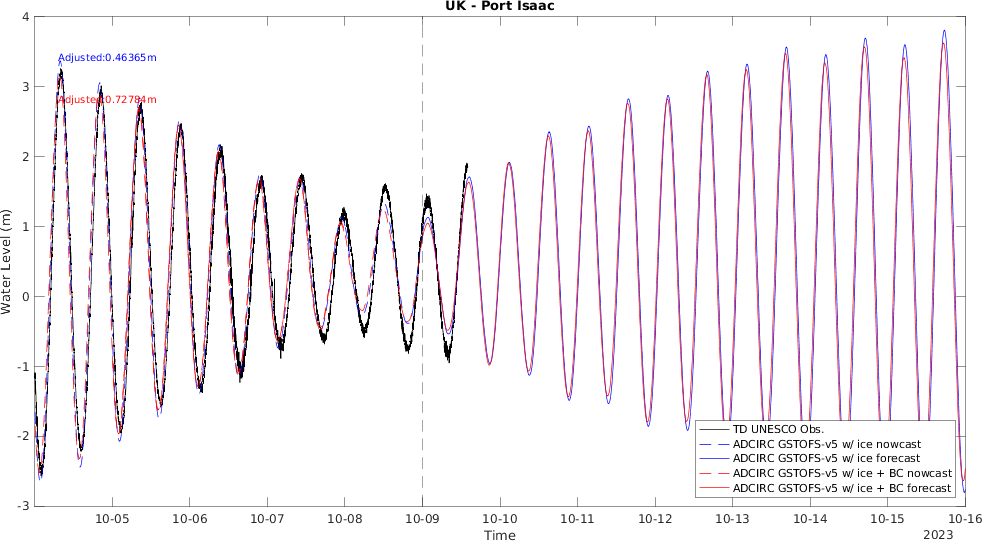 UK - Port Isaac
4
3
2
1
0
-1
-2
-3
Water Level (m)
Adjusted:0.46365m
Adjusted:0.72784m
TD UNESCO Obs.
ADCIRC GSTOFS-v5 w/ ice nowcast
ADCIRC GSTOFS-v5 w/ ice forecast
ADCIRC GSTOFS-v5 w/ ice + BC nowcast
ADCIRC GSTOFS-v5 w/ ice + BC forecast
10-05 10-06 10-07 10-08 10-09 10-10 10-11 10-12 10-13 10-14 10-15 10-16
Time
2023